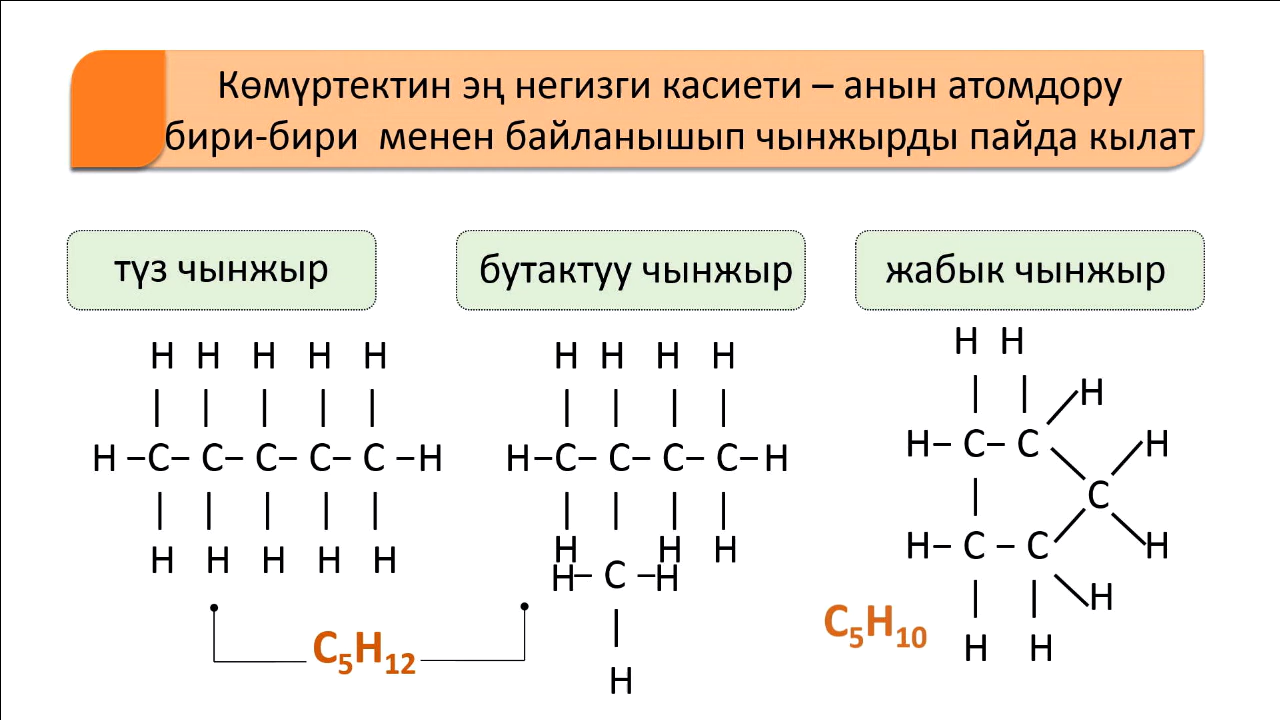 Көмүртектин эң негизги касиети – анын атомдору
бири-бири менен байланышып чынжырды пайда кылат
түз чынжыр
бутактуу чынжыр
жабык чынжыр
H H H H H
| | | | |
H –C– C– C– C– C –H
| | | | |
H H H H H
H H H H
| | | |
H–C– C– C– C–H
| | | |
H H H
H– C –H
|
H
C₅H₁₂
H H
| | H
H– C– C H
| C
H– C – C H
| | H
H H
C₅H₁₀